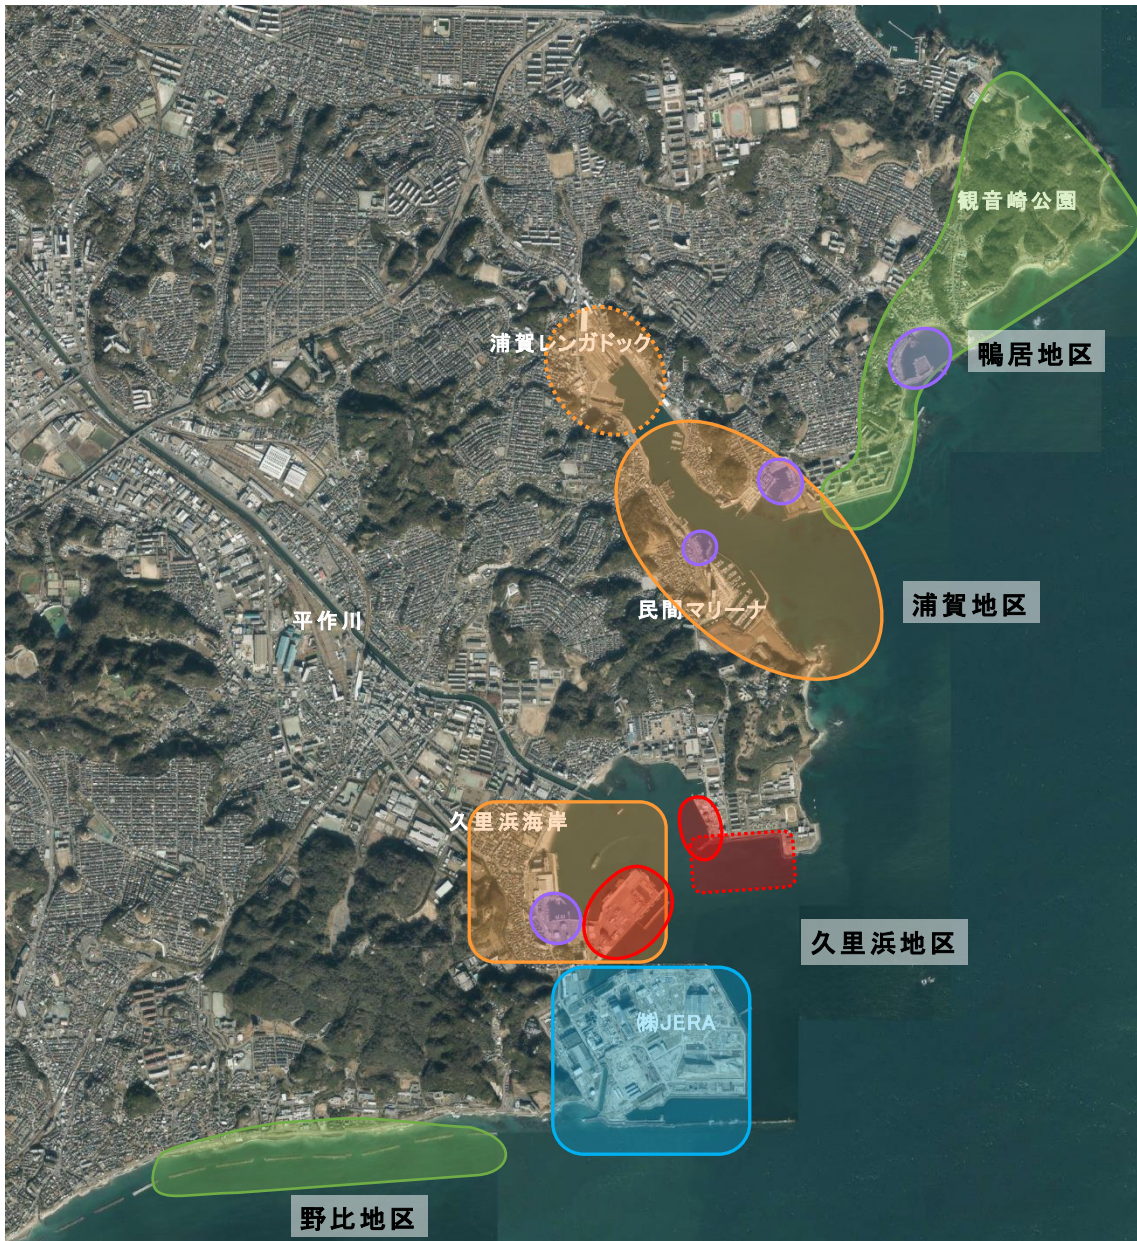 観音崎公園
浦賀レンガドック
鴨居地区
民間マリーナ
浦賀地区
平作川
久里浜海岸
久里浜地区
㈱JERA
野比地区